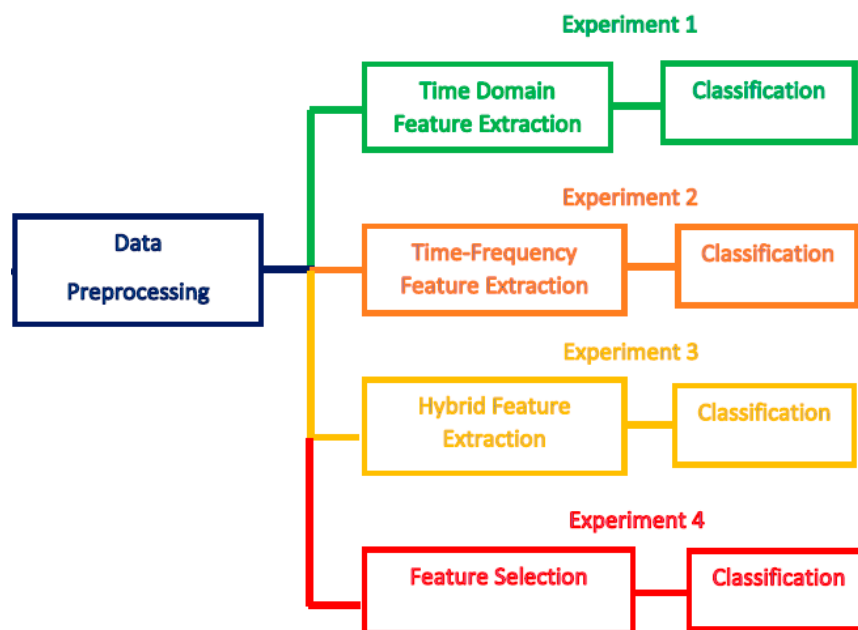 Experiment 1
Time Domain
Feature Extraction
Classification
Data
Preprocessing
Experiment 2
Time-Frequency
Feature Extraction
Classification
Experiment 3
Hybrid Feature
Extraction
Classification
Experiment 4
Feature Selection
Classification